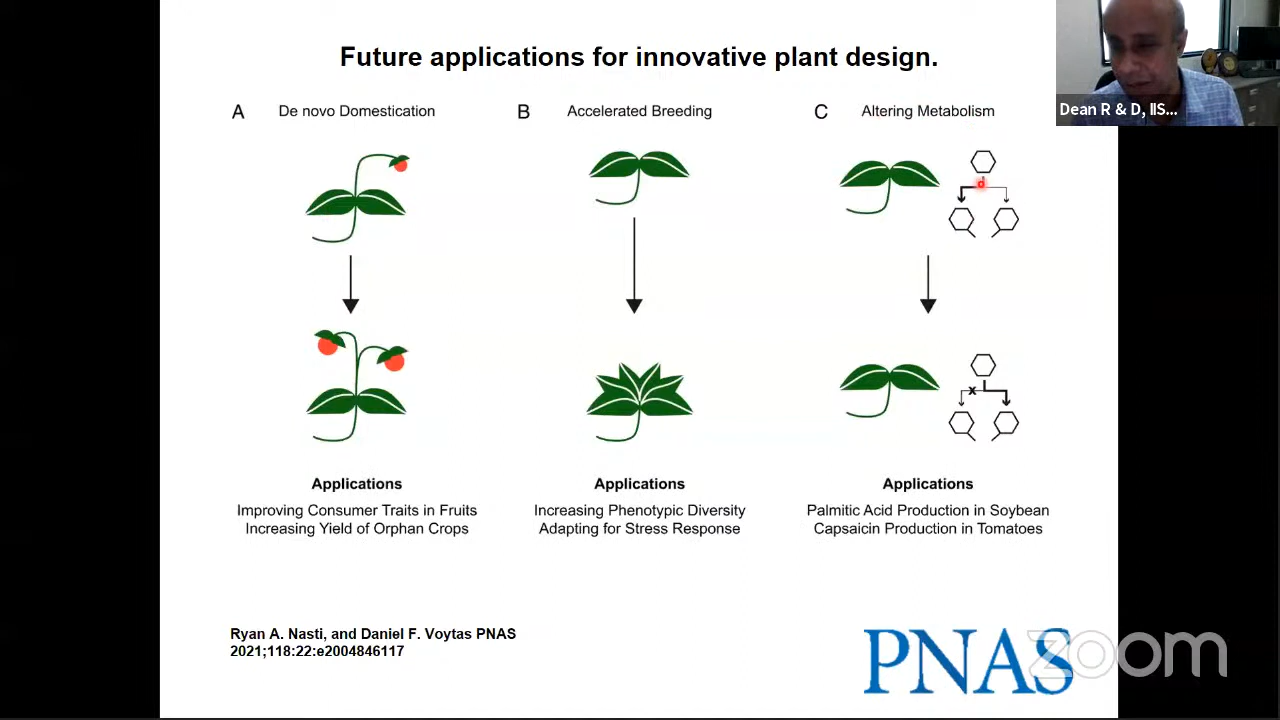 Future applications for innovative plant design.
Dean R & D, IIS...
A De novo Domestication
B Accelerated Breeding
C Altering Metabolism
x
Applications
Improving Consumer Traits in Fruits
Increasing Yield of Orphan Crops
Applications
Increasing Phenotypic Diversity
Adapting for Stress Response
Applications
Palmitic Acid Production in Soybean
Capsaicin Production in Tomatoes
Ryan A. Nasti, and Daniel F. Voytas PNAS
2021;118:22:e2004846117
PNAS
zoom